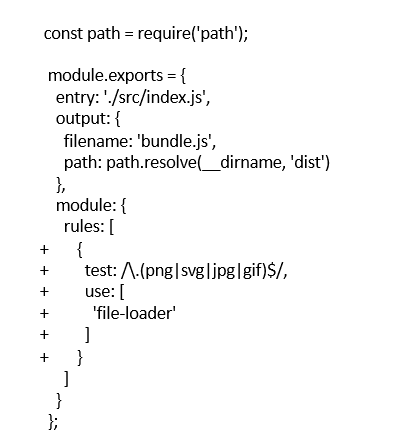 const path = require('path');
module.exports = {
entry: './src/index.js',
output: {
filename: 'bundle.js',
path: path.resolve(__dirname, 'dist')
},
module: {
rules: [
+ {
+ test: /\.(png|svg|jpg|gif)$/,
+ use: [
+ 'file-loader'
+ ]
+ }
]
}
};